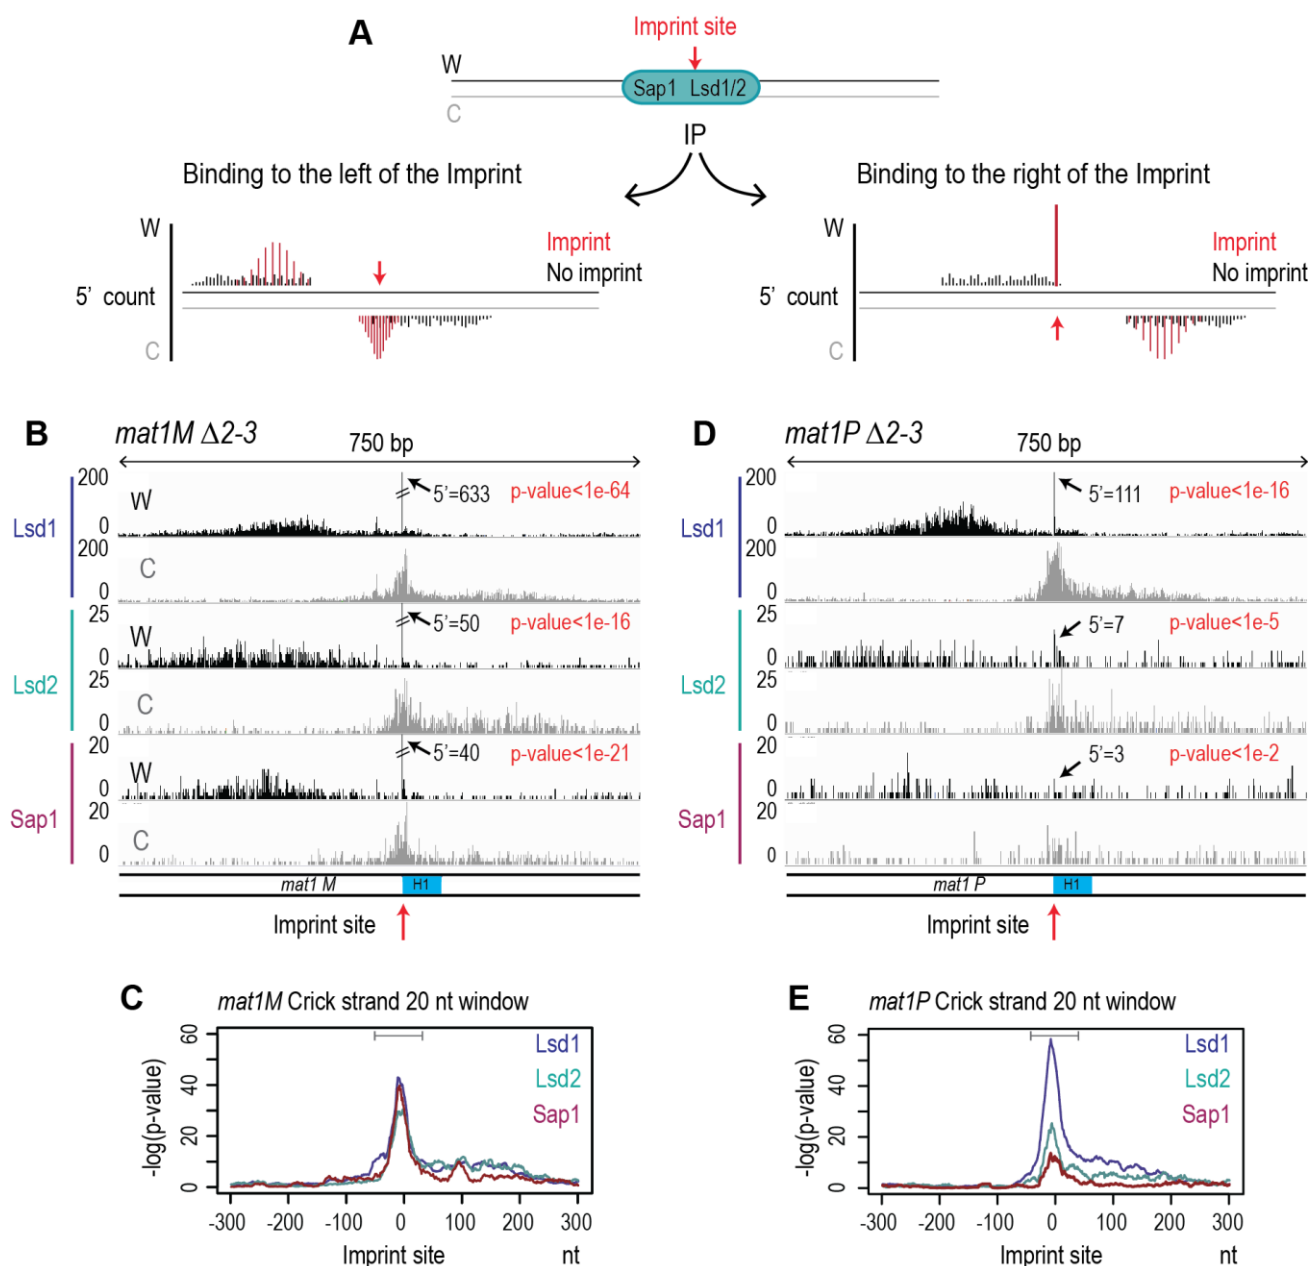 A
Imprint site
W
C
Sap1 Lsd1/2
IP
Binding to the left of the Imprint
W
5' count
C
Imprint
No imprint
Binding to the right of the Imprint
W
5' count
C
Imprint
No imprint
B
mat1M Δ2-3
750 bp
Lsd1
200
0
W
5'=633
p-value<1e-64
200
0
C
Lsd2
25
0
W
5'=50
p-value<1e-16
25
0
C
Sap1
20
0
W
5'=40
p-value<1e-21
20
0
C
mat1 M
H1
Imprint site
D
mat1P Δ2-3
750 bp
Lsd1
200
0
5'=111
p-value<1e-16
200
0
Lsd2
25
0
5'=7
p-value<1e-5
25
0
Sap1
20
0
5'=3
p-value<1e-2
20
0
mat1 P
H1
Imprint site
C
mat1M Crick strand 20 nt window
-log(p-value)
60
40
20
0
Lsd1
Lsd2
Sap1
-300 -200 -100 0 100 200 300
Imprint site nt
E
mat1P Crick strand 20 nt window
-log(p-value)
60
40
20
0
Lsd1
Lsd2
Sap1
-300 -200 -100 0 100 200 300
Imprint site nt